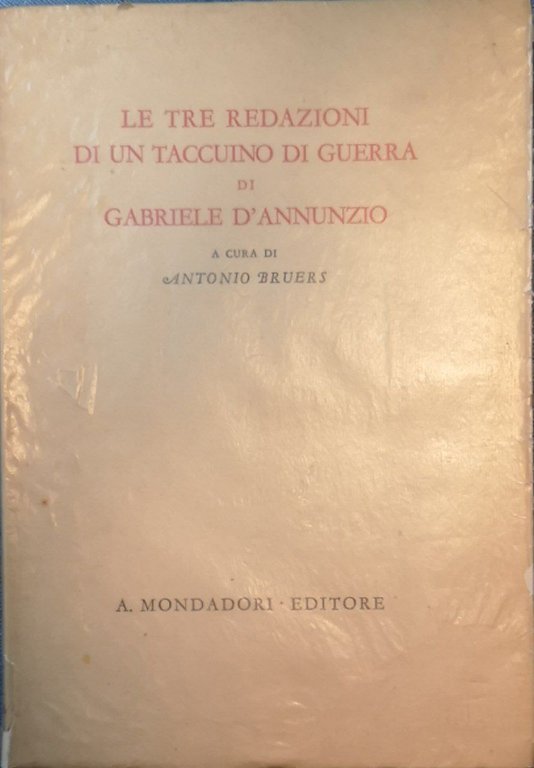 LE TRE REDAZIONI
DI UN TACCUINO DI GUERRA
DI
GABRIELE D'ANNUNZIO
A CURA DI
ANTONIO BRUERS
A. MONDADORI · EDITORE